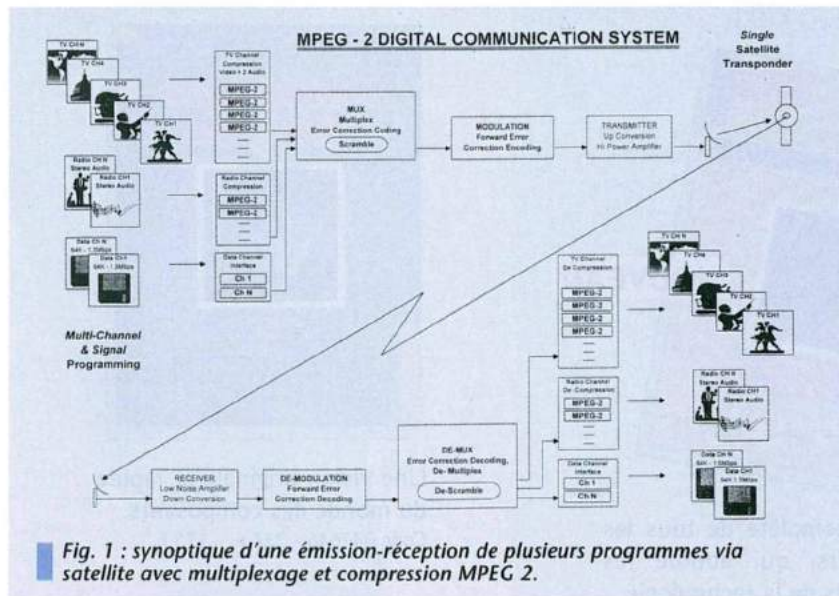 MPEG - 2 DIGITAL COMMUNICATION SYSTEM
Single
Satellite
Transponder
TV CH N
TV CH4
TV CH3
TV CH2
TV CH1
TV Channel
Compression
Video + 2 Audio
MPEG-2
MPEG-2
MPEG-2
MPEG-2
MUX
Multiplex
Error Correction Coding
Scramble
MODULATION
Forward Error
Correction Encoding
TRANSMITTER
Up Conversion
Hi Power Amplifier
Radio CH N
Stereo Audio
Radio CH1
Stereo Audio
Radio Channel
Compression
MPEG-2
MPEG-2
Data Ch N
Data Ch1
Data Channel
Interface
Ch 1
Ch N
Multi-Channel
& Signal
Programming
TV Channel
De Compression
MPEG-2
MPEG-2
MPEG-2
MPEG-2
TV CH N
TV CH4
TV CH3
TV CH2
TV CH1
Radio Channel
De Compression
MPEG-2
MPEG-2
Radio CH N
Stereo Audio
Radio CH1
Stereo Audio
Data Channel
Interface
Ch 1
Ch N
Data Ch N
Data CH1
RECEIVER
Low Noise Amplifier
Down Conversion
DE-MODULATION
Forward Error
Correction Decoding
DE-MUX
Error Correction Decoding,
De- Multiplex
De-Scramble
Fig. 1 : synoptique d'une émission-réception de plusieurs programmes via
satellite avec multiplexage et compression MPEG 2.